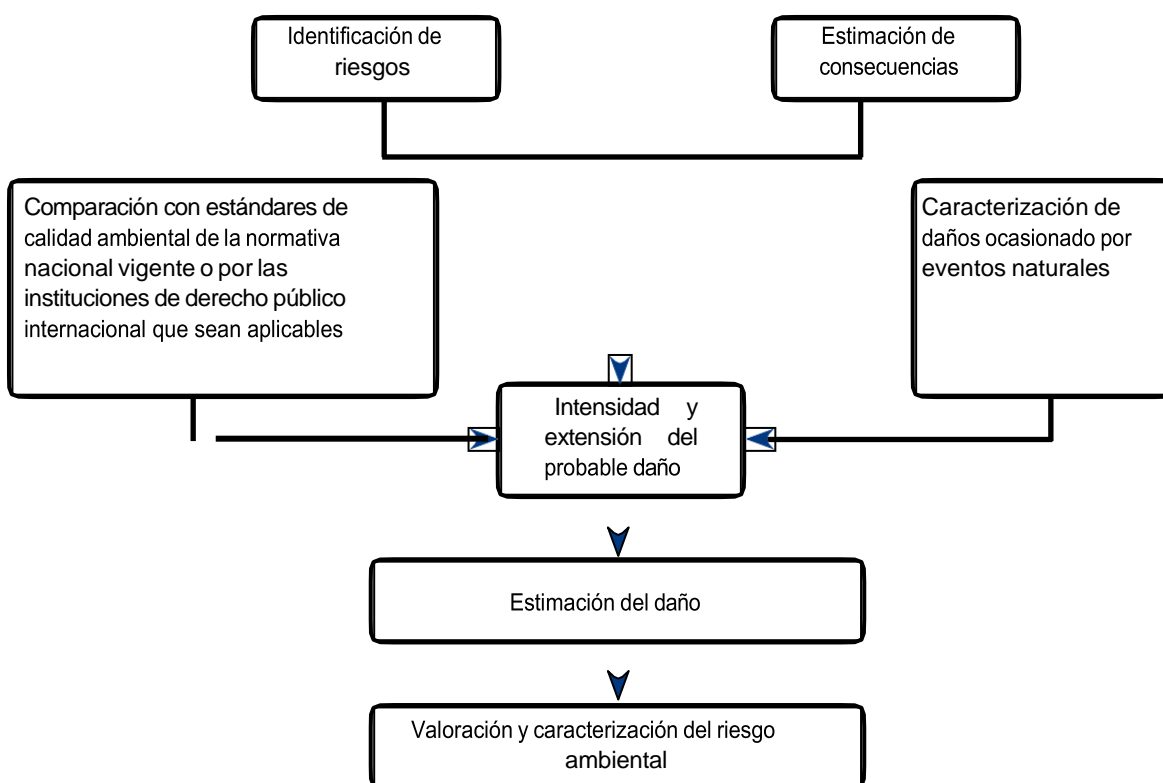 Identificación de
riesgos
Estimación de
consecuencias
Comparación con estándares de
calidad ambiental de la normativa
nacional vigente o por las
instituciones de derecho público
internacional que sean aplicables
Caracterización de
daños ocasionado por
eventos naturales
Intensidad y
extensión del
probable daño
Estimación del daño
Valoración y caracterización del riesgo
ambiental